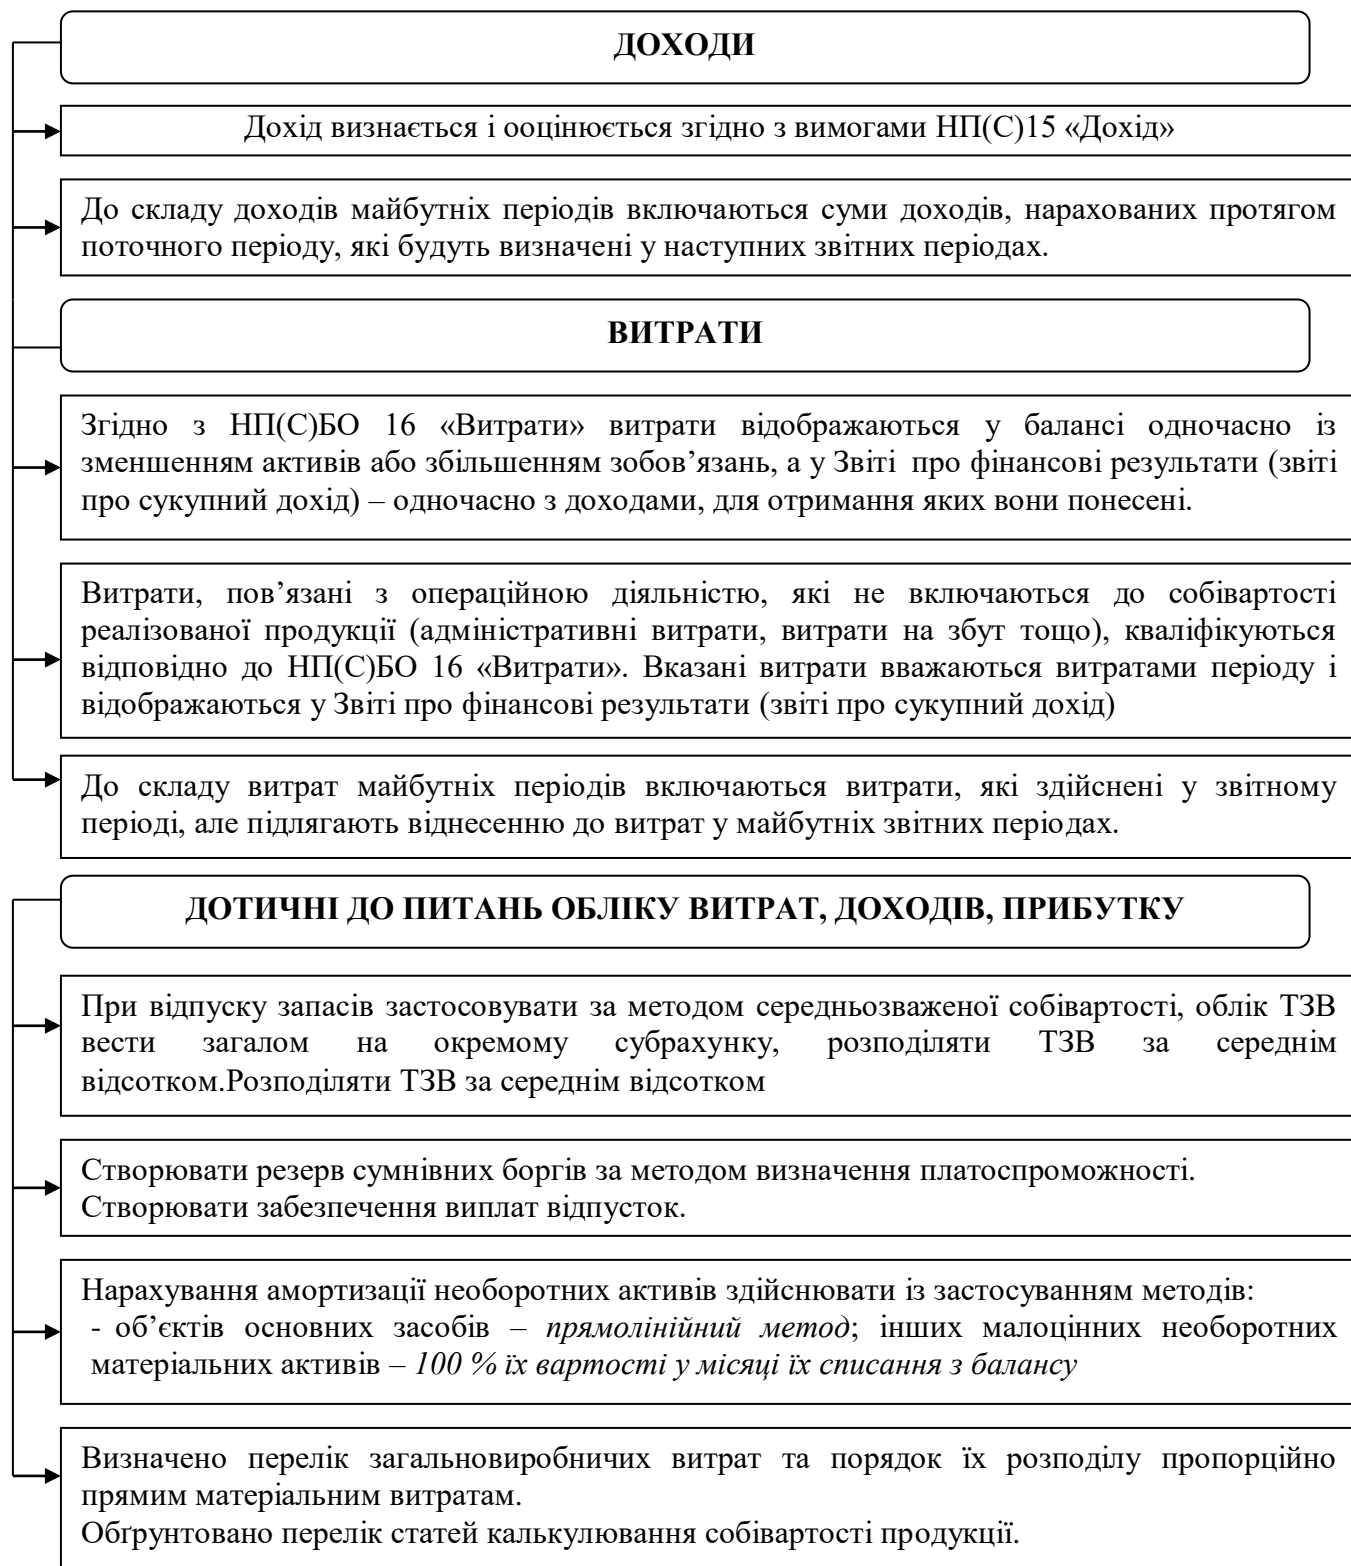 ДОХОДИ
Дохід визнається і ооцінюється згідно з вимогами НП(С)15 «Дохід»
До складу доходів майбутніх періодів включаються суми доходів, нарахованих протягом
поточного періоду, які будуть визначені у наступних звітних періодах.
ВИТРАТИ
Згідно з НП(С)БО 16 «Витрати» витрати відображаються у балансі одночасно із
зменшенням активів або збільшенням зобов’язань, а у Звіті про фінансові результати (звіті
про сукупний дохід) – одночасно з доходами, для отримання яких вони понесені.
Витрати, пов’язані з операційною діяльністю, які не включаються до собівартості
реалізованої продукції (адміністративні витрати, витрати на збут тощо), кваліфікуються
відповідно до НП(С)БО 16 «Витрати». Вказані витрати вважаються витратами періоду і
відображаються у Звіті про фінансові результати (звіті про сукупний дохід)
До складу витрат майбутніх періодів включаються витрати, які здійснені у звітному
періоді, але підлягають віднесенню до витрат у майбутніх звітних періодах.
ДОТИЧНІ ДО ПИТАНЬ ОБЛІКУ ВИТРАТ, ДОХОДІВ, ПРИБУТКУ
При відпуску запасів застосовувати за методом середньозваженої собівартості, облік ТЗВ
вести загалом на окремому субрахунку, розподіляти ТЗВ за середнім
відсотком.Розподіляти ТЗВ за середнім відсотком
Створювати резерв сумнівних боргів за методом визначення платоспроможності.
Створювати забезпечення виплат відпусток.
Нарахування амортизації необоротних активів здійснювати із застосуванням методів:
- об’єктів основних засобів – прямолінійний метод; інших малоцінних необоротних
матеріальних активів – 100 % їх вартості у місяці їх списання з балансу
Визначено перелік загальновиробничих витрат та порядок їх розподілу пропорційно
прямим матеріальним витратам.
Обґрунтовано перелік статей калькулювання собівартості продукції.